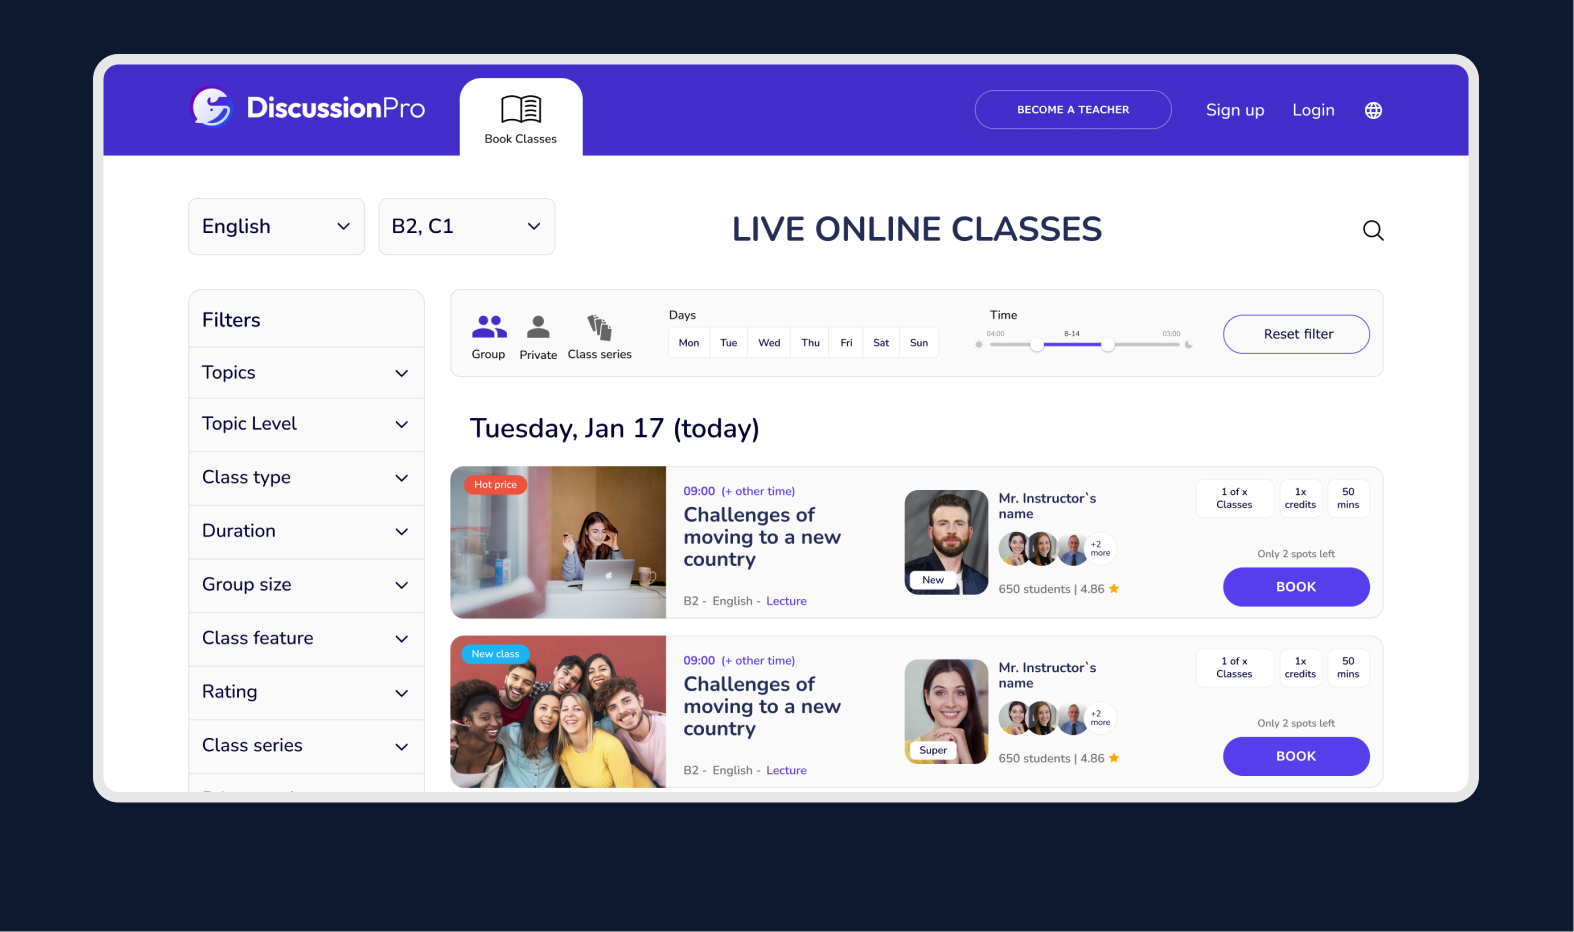 DiscussionPro
Book Classes
BECOME A TEACHER
Sign up
Login
English
B2, C1
LIVE ONLINE CLASSES
Filters
Topics
Topic Level
Class type
Duration
Group size
Class feature
Rating
Class series
Group
Private
Class series
Days
Mon Tue Wed Thu Fri Sat Sun
Time
04:00 8-14 03:00
Reset filter
Tuesday, Jan 17 (today)
Hot price
09:00 (+ other time)
Challenges of
moving to a new
country
B2 - English - Lecture
New
Mr. Instructor`s
name
+2
more
650 students | 4.86
1 of x
Classes
1x
credits
50
mins
Only 2 spots left
BOOK
New class
09:00 (+ other time)
Challenges of
moving to a new
country
B2 - English - Lecture
Super
Mr. Instructor`s
name
+2
more
650 students | 4.86
1 of x
Classes
1x
credits
50
mins
Only 2 spots left
BOOK